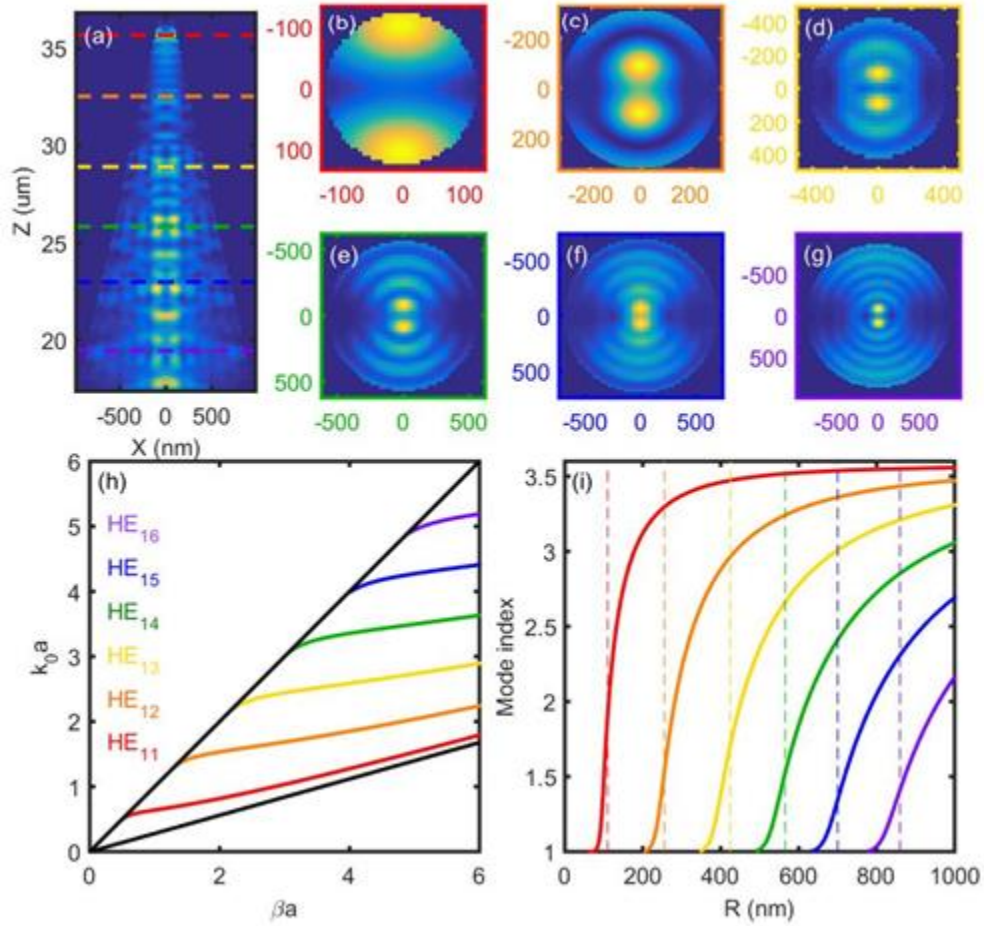 (a)
35
30
25
20
Z (um)
-500 0 500
X (nm)
(b)
-100
0
100
-100 0 100
(c)
-200
0
200
-200 0 200
(d)
-400
-200
0
200
400
-400 0 400
(e)
-500
0
500
-500 0 500
(f)
-500
0
500
-500 0 500
(g)
-500
0
500
-500 0 500
(h)
6
5
4
3
2
1
0
k₀a
HE₁₆
HE₁₅
HE₁₄
HE₁₃
HE₁₂
HE₁₁
0 2 4 6
βa
(i)
3.5
3
2.5
2
1.5
1
Mode index
0 200 400 600 800 1000
R (nm)